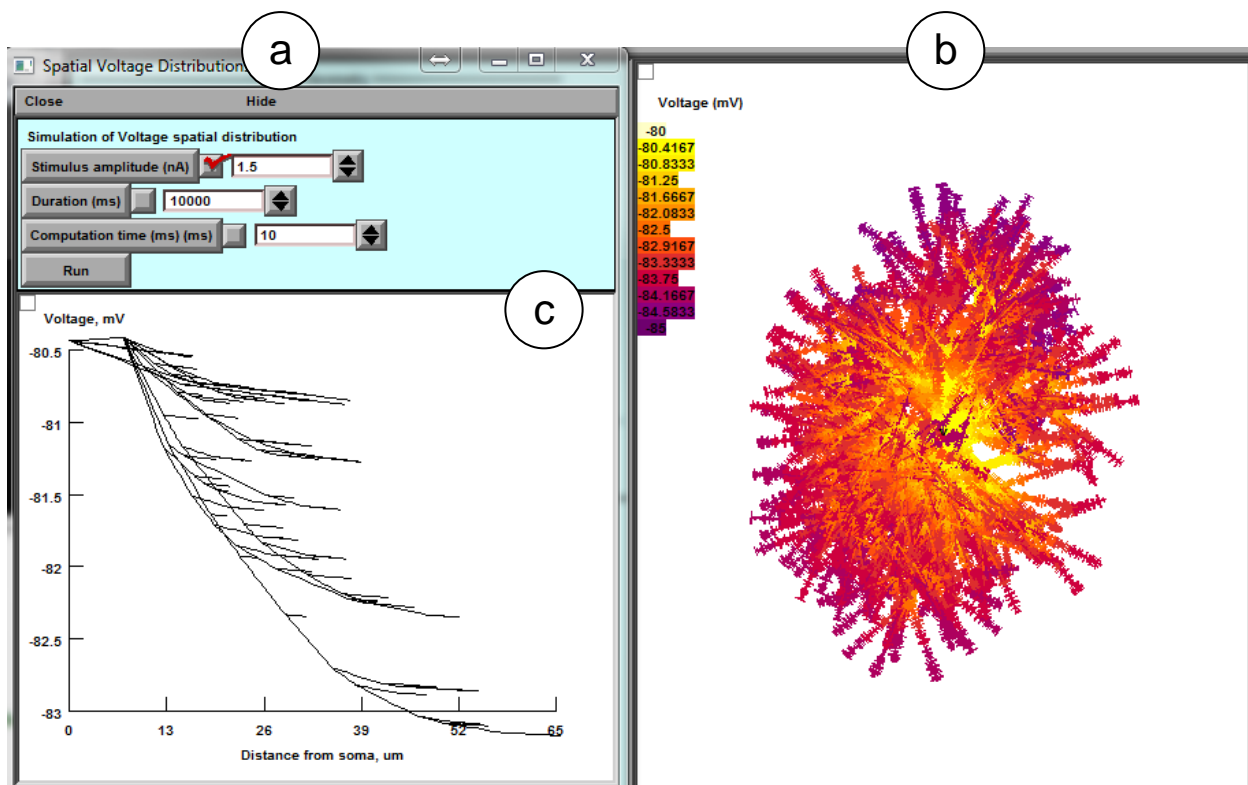 a
b
Spatial Voltage Distribution
Close Hide
Simulation of Voltage spatial distribution
Stimulus amplitude (nA) 1.5
Duration (ms) 10000
Computation time (ms) (ms) 10
Run
c
Voltage, mV
-80.5
-81
-81.5
-82
-82.5
-83
0 13 26 39 52 65
Distance from soma, um
Voltage (mV)
-80
-80.4167
-80.8333
-81.25
-81.6667
-82.0833
-82.5
-82.9167
-83.3333
-83.75
-84.1667
-84.5833
-85